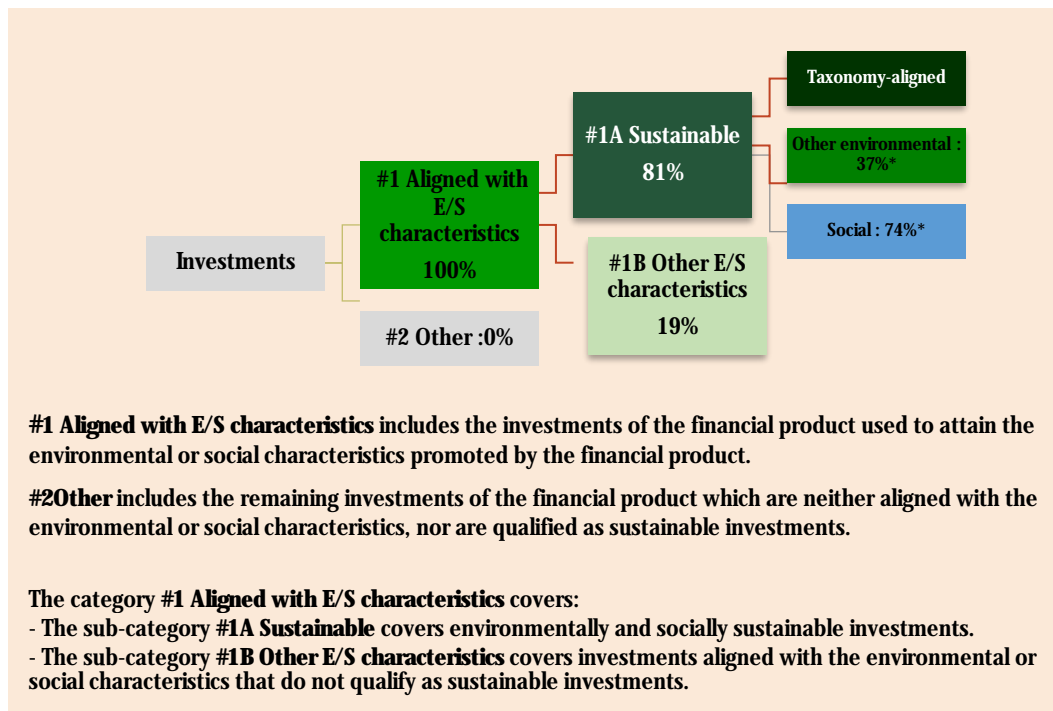 Taxonomy-aligned
#1A Sustainable
81%
Other environmental :
37%*
#1 Aligned with
E/S
characteristics
100%
Social : 74%*
Investments
#1B Other E/S
characteristics
19%
#2 Other :0%
#1 Aligned with E/S characteristics includes the investments of the financial product used to attain the
environmental or social characteristics promoted by the financial product.
#2Other includes the remaining investments of the financial product which are neither aligned with the
environmental or social characteristics, nor are qualified as sustainable investments.
The category #1 Aligned with E/S characteristics covers:
- The sub-category #1A Sustainable covers environmentally and socially sustainable investments.
- The sub-category #1B Other E/S characteristics covers investments aligned with the environmental or
social characteristics that do not qualify as sustainable investments.